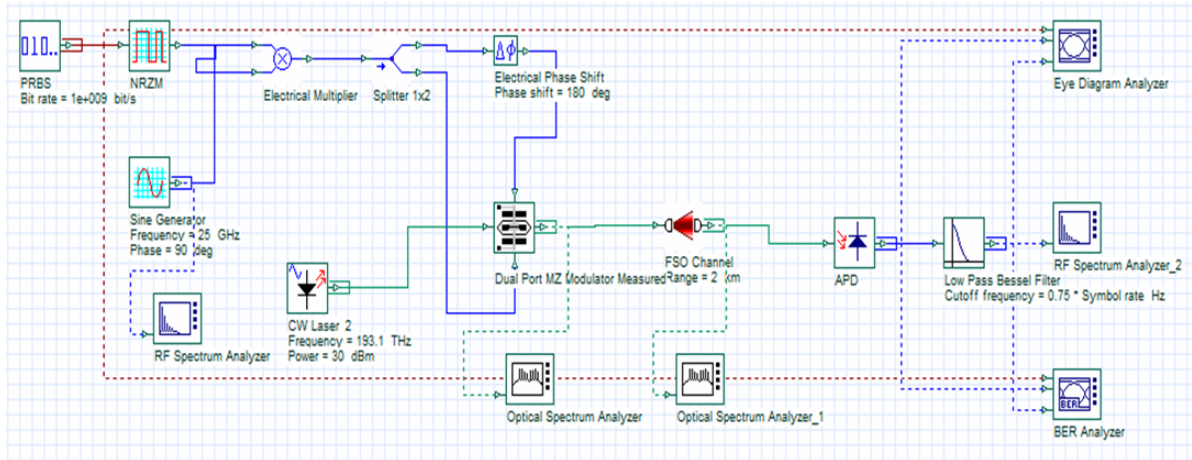 010..
PRBS
Bit rate = 1e+009 bit/s
NRZM
Electrical Multiplier
Splitter 1x2
Δϕ
Electrical Phase Shift
Phase shift = 180 deg
Eye Diagram Analyzer
Sine Generator
Frequency = 25 GHz
Phase = 90 deg
RF Spectrum Analyzer
CW Laser 2
Frequency = 193.1 THz
Power = 30 dBm
Dual Port MZ Modulator Measured
FSO Channel
Range = 2 km
APD
Low Pass Bessel Filter
Cutoff frequency = 0.75 * Symbol rate Hz
RF Spectrum Analyzer_2
Optical Spectrum Analyzer
Optical Spectrum Analyzer_1
BER
BER Analyzer